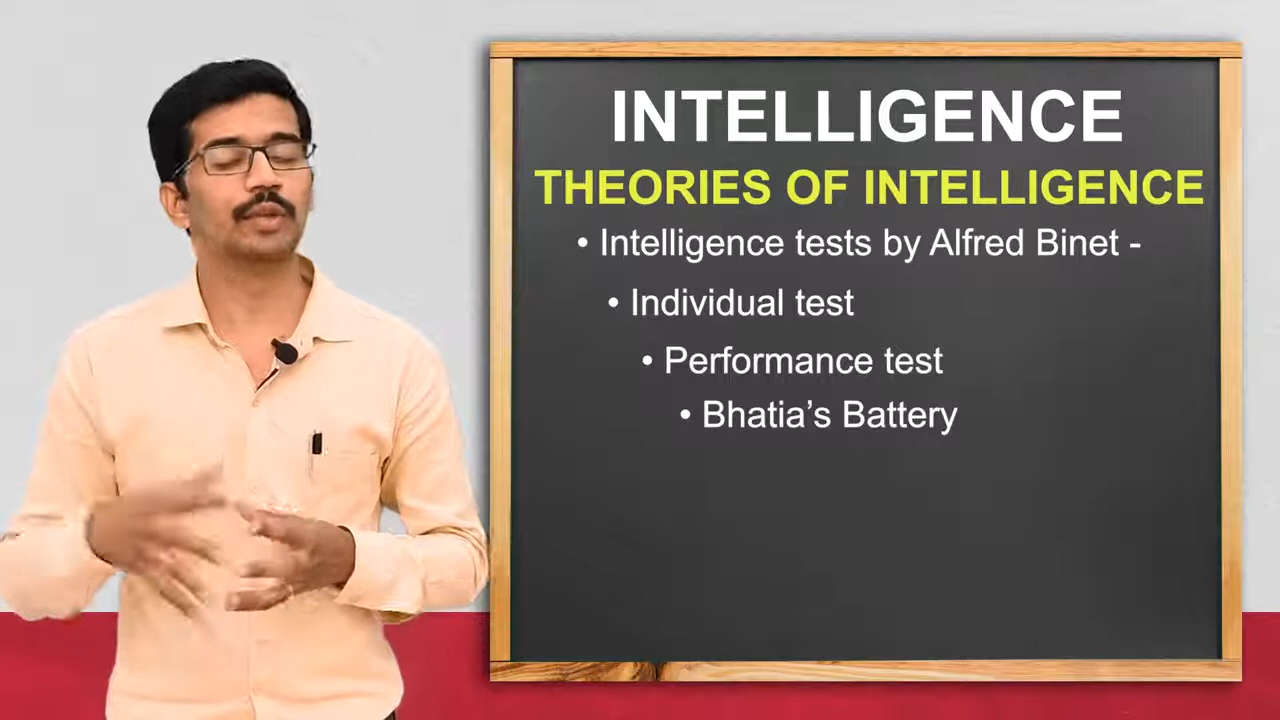 INTELLIGENCE
THEORIES OF INTELLIGENCE
• Intelligence tests by Alfred Binet -
• Individual test
• Performance test
• Bhatia’s Battery